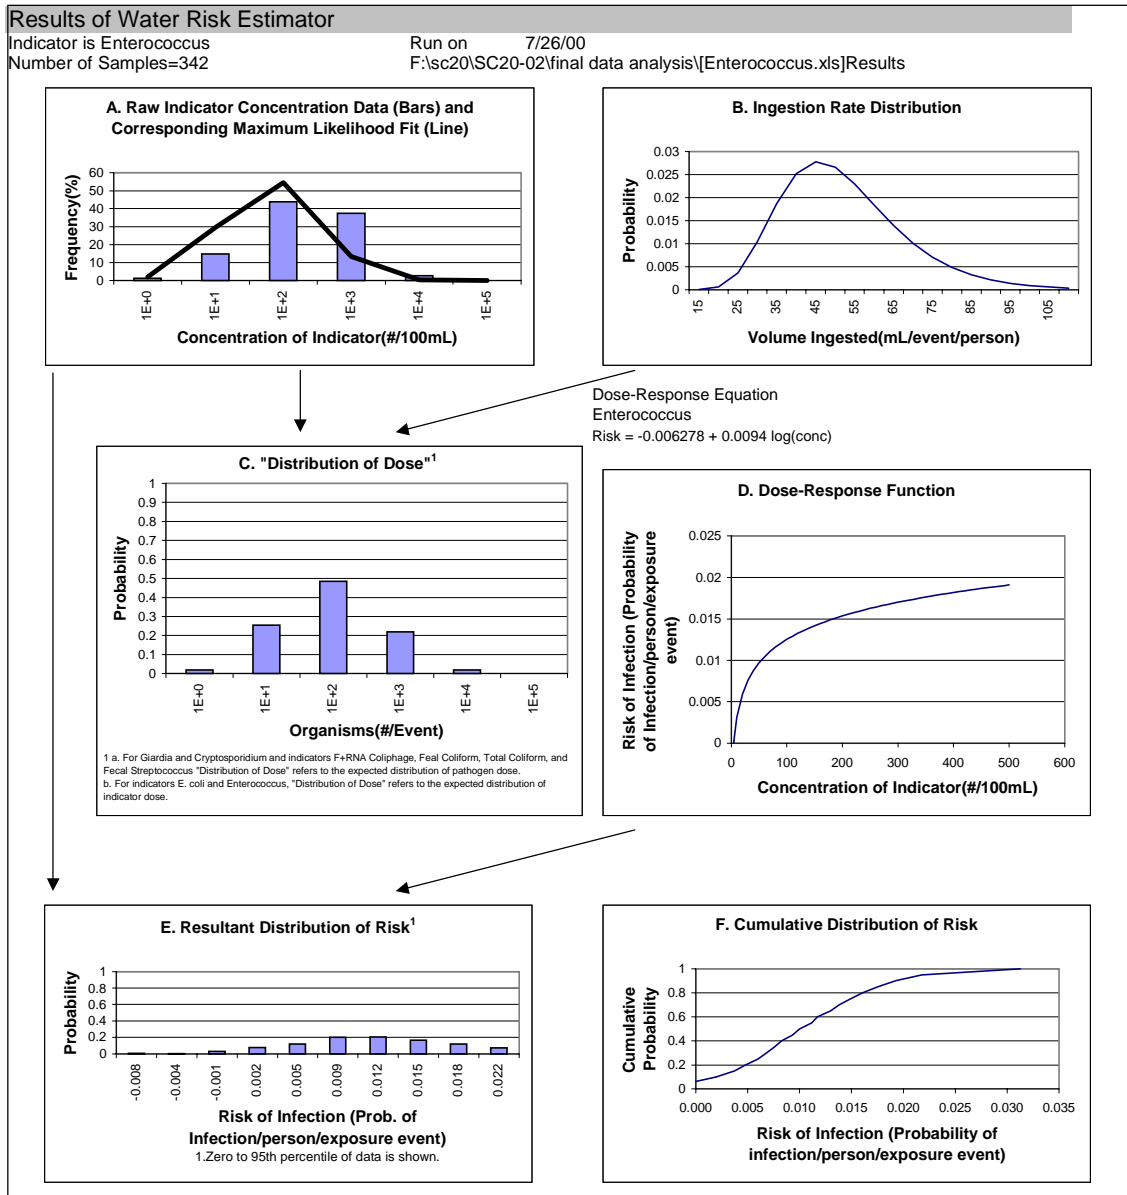 Results of Water Risk Estimator
Indicator is Enterococcus Run on 7/26/00
Number of Samples=342 F:\sc20\SC20-02\final data analysis\[Enterococcus.xls]Results
A. Raw Indicator Concentration Data (Bars) and
Corresponding Maximum Likelihood Fit (Line)
Frequency(%)
60
50
40
30
20
10
0
1E+0 1E+1 1E+2 1E+3 1E+4 1E+5
Concentration of Indicator(#/100mL)
B. Ingestion Rate Distribution
Probability
0.03
0.025
0.02
0.015
0.01
0.005
0
15 25 35 45 55 65 75 85 95 105
Volume Ingested(mL/event/person)
Dose-Response Equation
Enterococcus
Risk = -0.006278 + 0.0094 log(conc)
C. "Distribution of Dose"1
Probability
1
0.9
0.8
0.7
0.6
0.5
0.4
0.3
0.2
0.1
0
1E+0 1E+1 1E+2 1E+3 1E+4 1E+5
Organisms(#/Event)
1 a. For Giardia and Cryptosporidium and indicators F+RNA Coliphage, Feal Coliform, Total Coliform, and
Fecal Streptococcus "Distribution of Dose" refers to the expected distribution of pathogen dose.
b. For indicators E. coli and Enterococcus, "Distribution of Dose" refers to the expected distribution of
indicator dose.
D. Dose-Response Function
Risk of Infection (Probability
of Infection/person/exposure
event)
0.025
0.02
0.015
0.01
0.005
0
0 100 200 300 400 500 600
Concentration of Indicator(#/100mL)
E. Resultant Distribution of Risk1
Probability
1
0.8
0.6
0.4
0.2
0
-0.008 -0.004 -0.001 0.002 0.005 0.009 0.012 0.015 0.018 0.022
Risk of Infection (Prob. of
Infection/person/exposure event)
1.Zero to 95th percentile of data is shown.
F. Cumulative Distribution of Risk
Cumulative
Probability
1
0.8
0.6
0.4
0.2
0
0.000 0.005 0.010 0.015 0.020 0.025 0.030 0.035
Risk of Infection (Probability of
infection/person/exposure event)